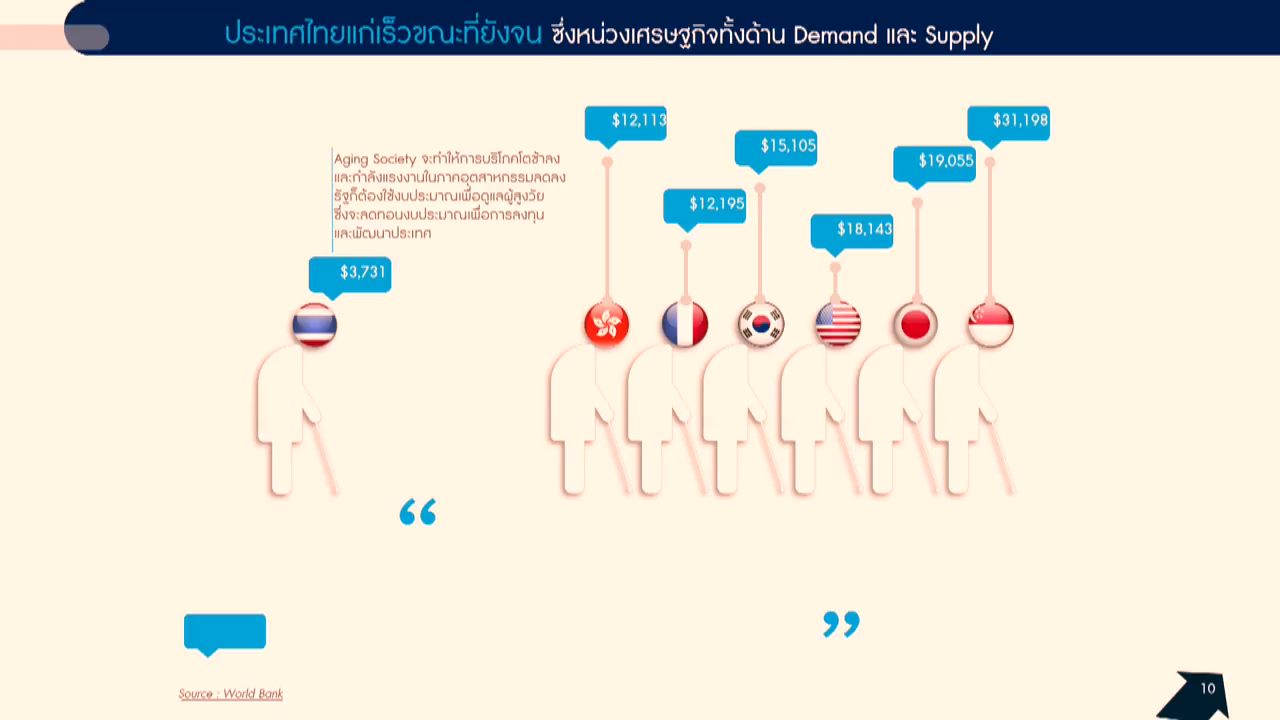 ประเทศไทยแก่เร็วขณะที่ยังจน ซึ่งหน่วงเศรษฐกิจทั้งด้าน Demand และ Supply
$12,113
$15,105
$31,198
$19,055
Aging Society จะทำให้การบริโภคโตช้าลง
และกำลังแรงงานในภาคอุตสาหกรรมลดลง
รัฐก็ต้องใช้งบประมาณเพื่อดูแลผู้สูงวัย
ซึ่งจะลดทอนงบประมาณเพื่อการลงทุน
และพัฒนาประเทศ
$12,195
$18,143
$3,731
“
”
Source : World Bank
10